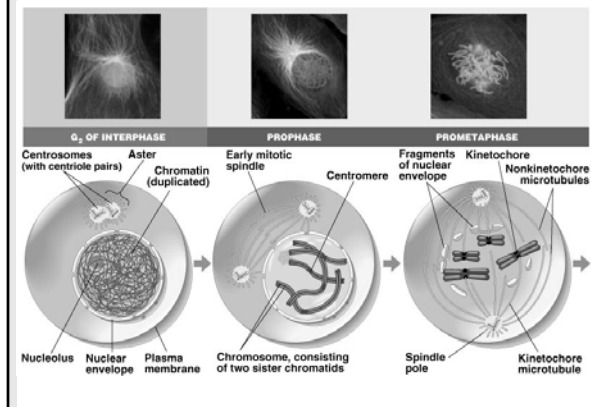 G₂ OF INTERPHASE
PROPHASE
PROMETAPHASE
Centrosomes
(with centriole pairs)
Aster
Chromatin
(duplicated)
Early mitotic
spindle
Centromere
Fragments
of nuclear
envelope
Kinetochore
Nonkinetochore
microtubules
Nucleolus
Nuclear
envelope
Plasma
membrane
Chromosome, consisting
of two sister chromatids
Spindle
pole
Kinetochore
microtubule